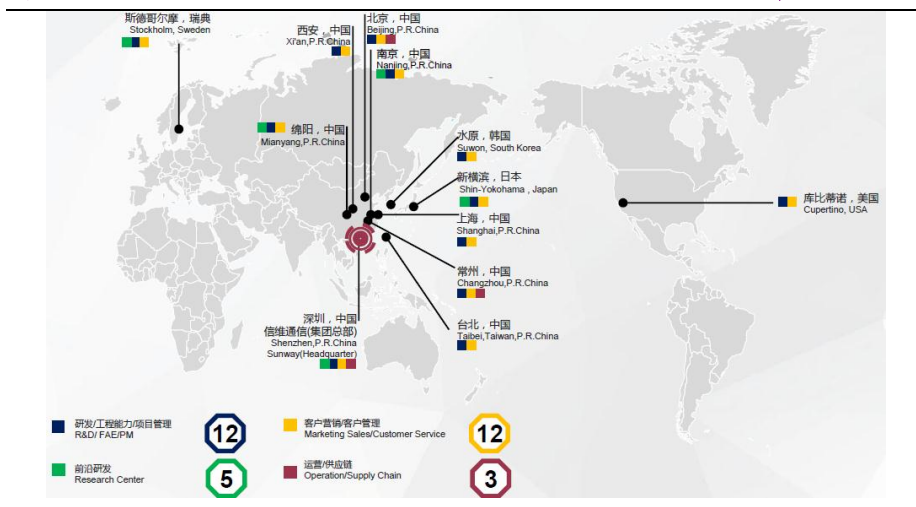 斯德哥尔摩，瑞典
Stockholm, Sweden
西安，中国
Xi'an,P.R.China
北京，中国
Beijing,P.R.China
南京，中国
Nanjing,P.R.China
绵阳，中国
Mianyang,P.R.China
水原，韩国
Suwon, South Korea
新横滨，日本
Shin-Yokohama , Japan
上海，中国
Shanghai,P.R.China
库比蒂诺，美国
Cupertino, USA
常州，中国
Changzhou,P.R.China
深圳，中国
信维通信(集团总部)
Shenzhen,P.R.China
Sunway(Headquarter)
台北，中国
Taibei,Taiwan,P.R.China
研发/工程能力/项目管理
R&D/ FAE/PM
12
客户营销/客户管理
Marketing Sales/Customer Service
12
前沿研发
Research Center
5
运营/供应链
Operation/Supply Chain
3